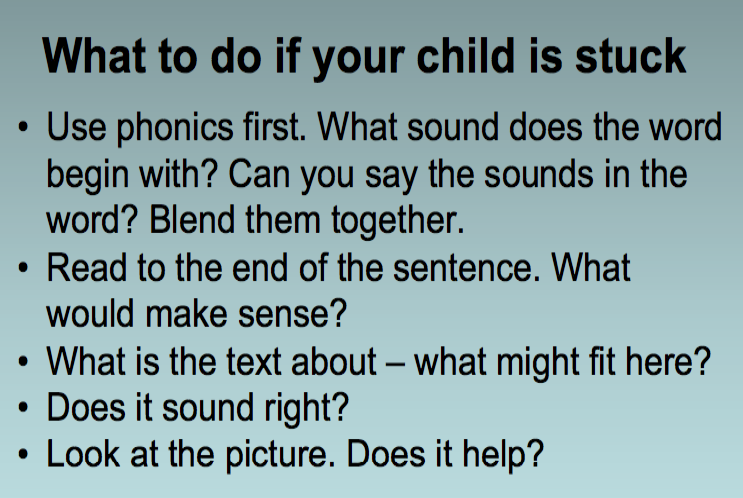 What to do if your child is stuck
• Use phonics first. What sound does the word
begin with? Can you say the sounds in the
word? Blend them together.
• Read to the end of the sentence. What
would make sense?
• What is the text about – what might fit here?
• Does it sound right?
• Look at the picture. Does it help?